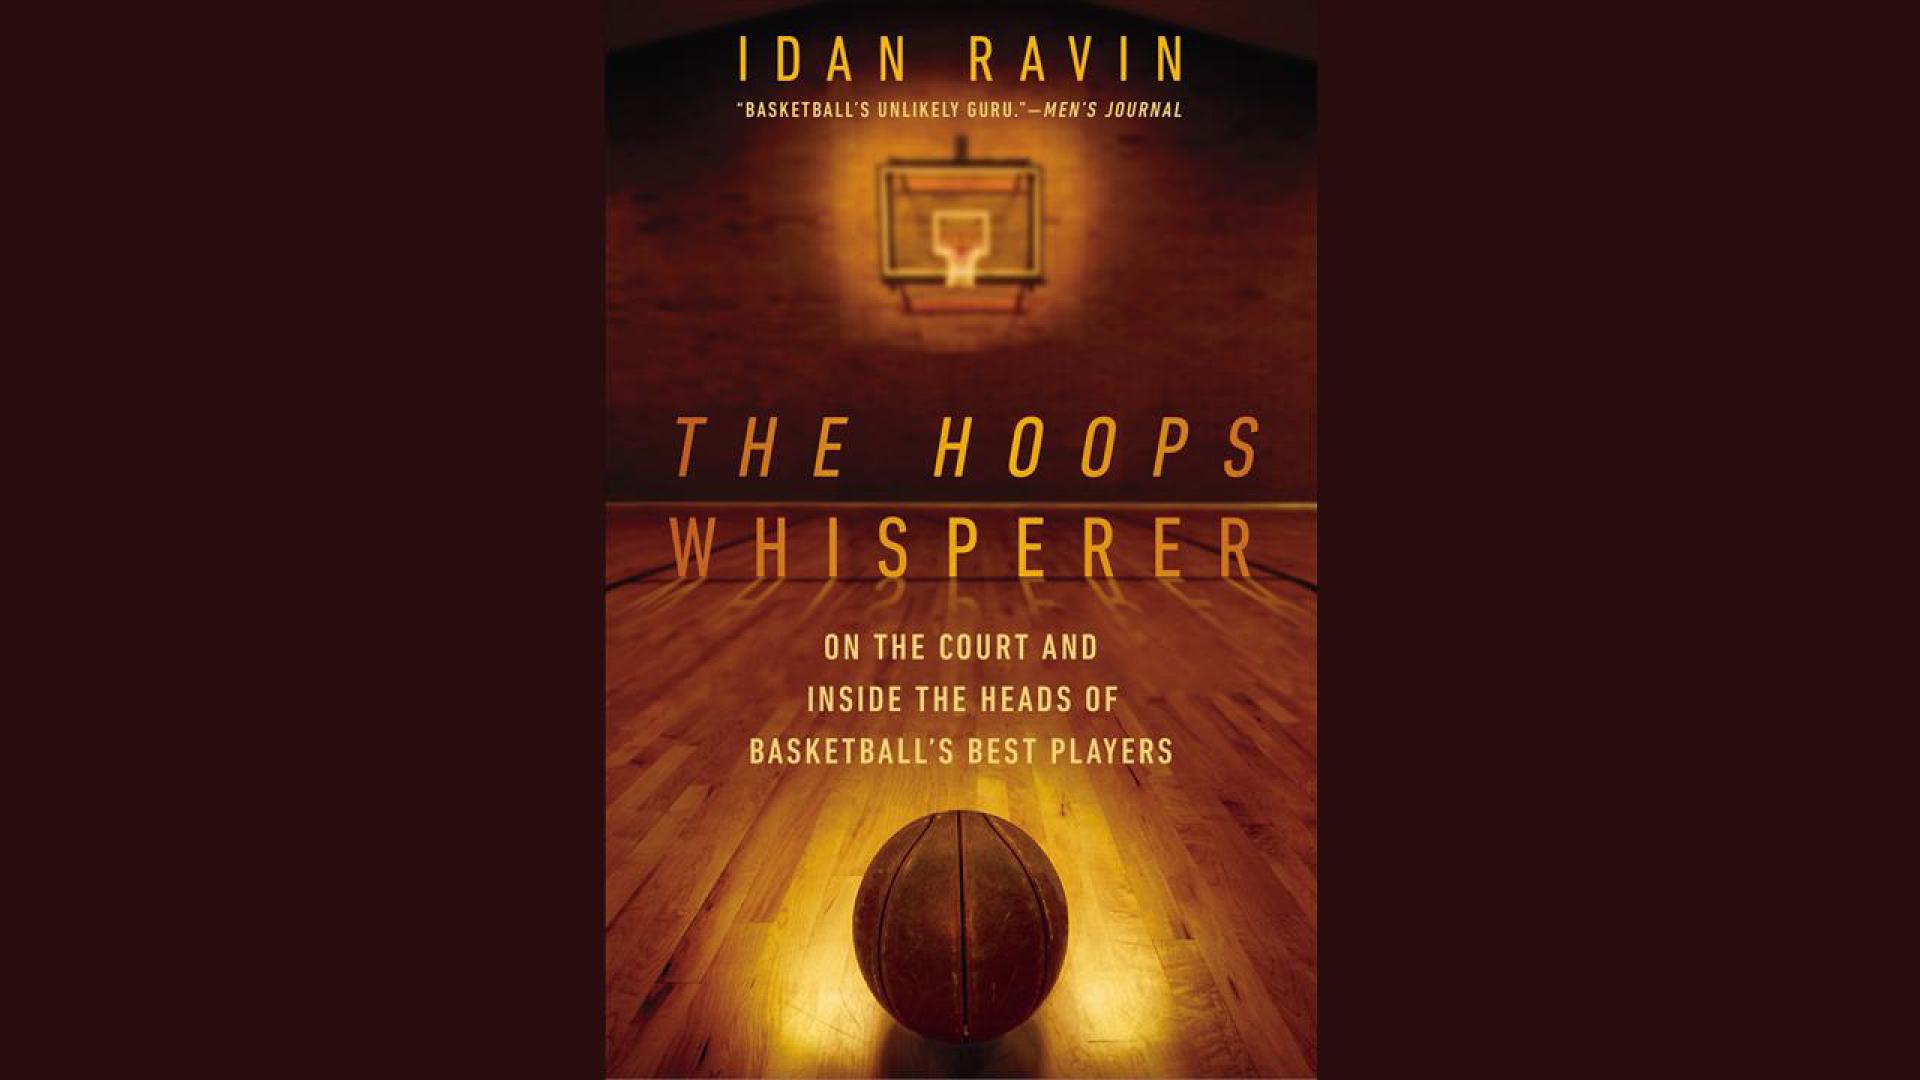 IDAN RAVIN
“BASKETBALL’S UNLIKELY GURU.”—MEN’S JOURNAL
THE HOOPS
WHISPERER
ON THE COURT AND
INSIDE THE HEADS OF
BASKETBALL’S BEST PLAYERS